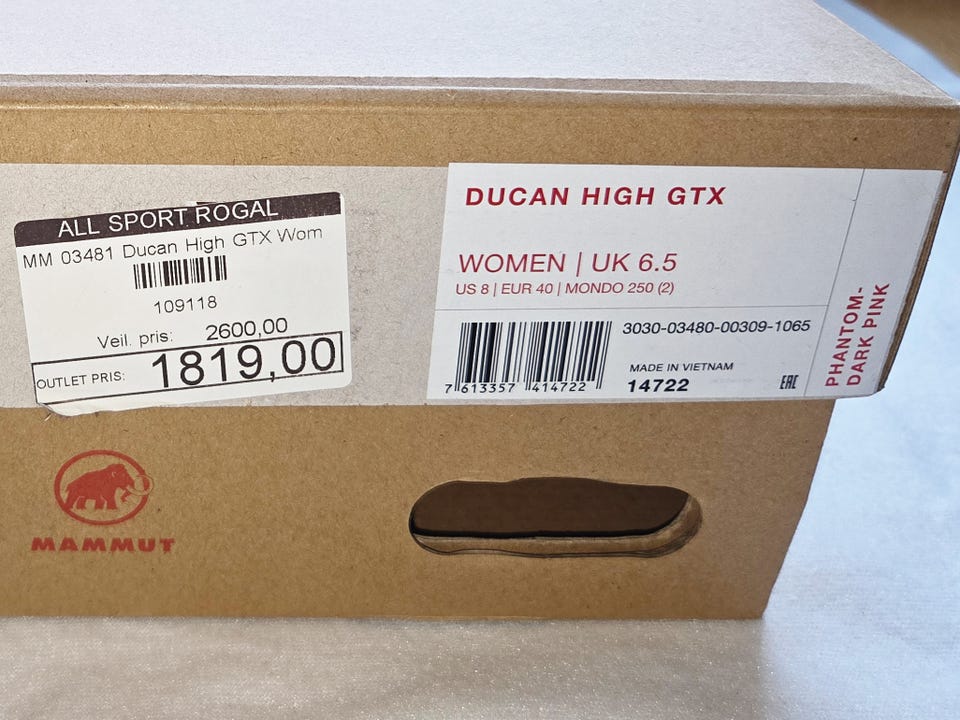 ALL SPORT ROGAL
MM 03481 Ducan High GTX Wom
109118
Veil. pris: 2600,00
OUTLET PRIS: 1819,00
DUCAN HIGH GTX
WOMEN | UK 6.5
US 8 | EUR 40 | MONDO 250 (2)
7 613357 414722
3030-03480-00309-1065
MADE IN VIETNAM
14722
EAC
PHANTOM-
DARK PINK
MAMMUT